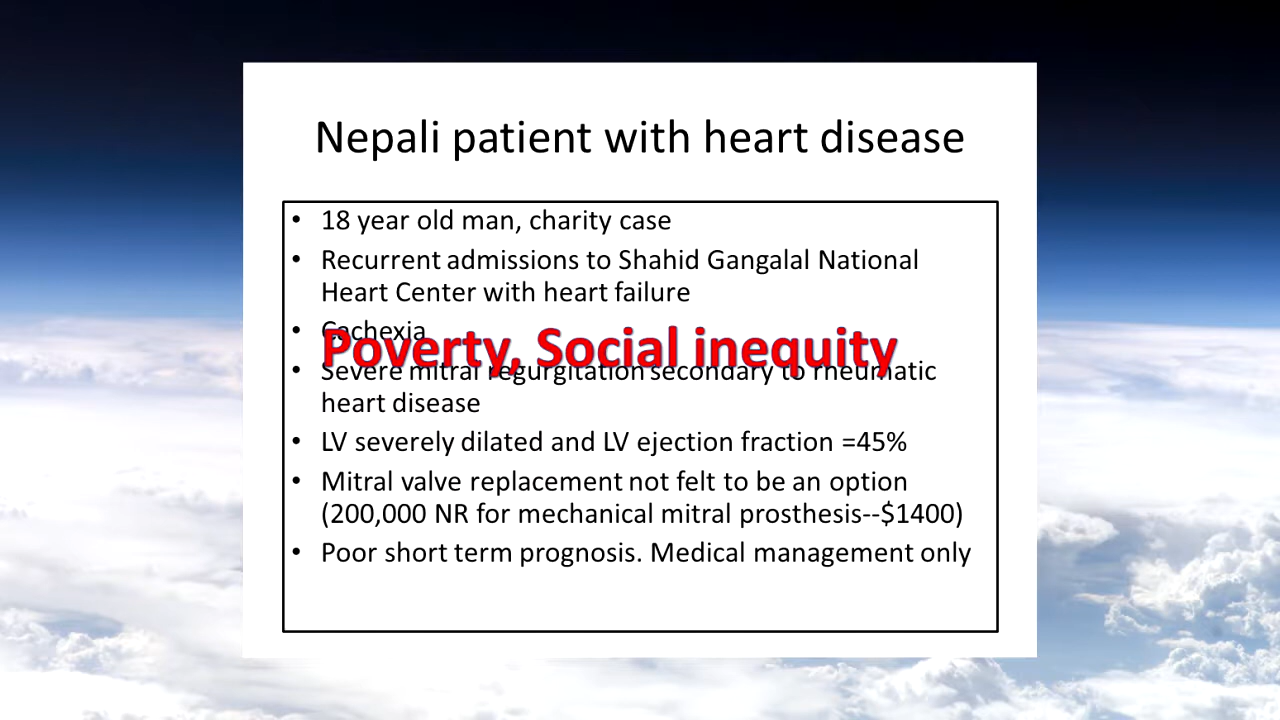 Nepali patient with heart disease
• 18 year old man, charity case
• Recurrent admissions to Shahid Gangalal National
Heart Center with heart failure
• Cachexia
Poverty, Social inequity
• Severe mitral regurgitation secondary to rheumatic
heart disease
• LV severely dilated and LV ejection fraction =45%
• Mitral valve replacement not felt to be an option
(200,000 NR for mechanical mitral prosthesis--$1400)
• Poor short term prognosis. Medical management only